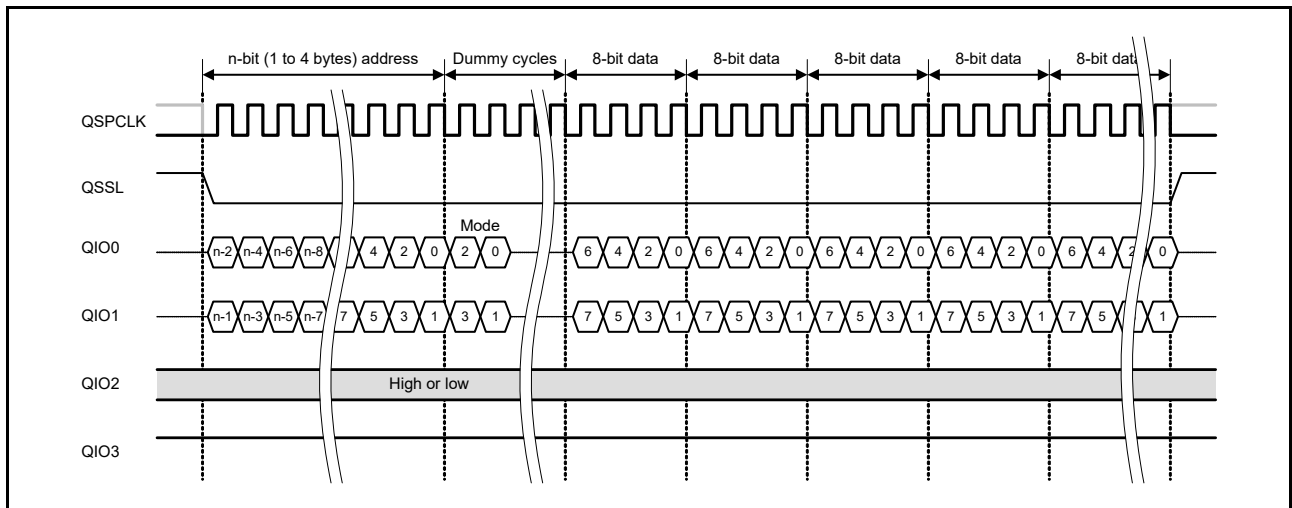 n-bit (1 to 4 bytes) address Dummy cycles 8-bit data 8-bit data 8-bit data 8-bit data 8-bit data
QSPCLK
QSSL
Mode
QIO0 n-2 n-4 n-6 n-8 4 2 0 2 0 6 4 2 0 6 4 2 0 6 4 2 0 6 4 2 0 6 4 2 0
QIO1 n-1 n-3 n-5 n-7 7 5 3 1 3 1 7 5 3 1 7 5 3 1 7 5 3 1 7 5 3 1 7 5 1
QIO2 High or low
QIO3